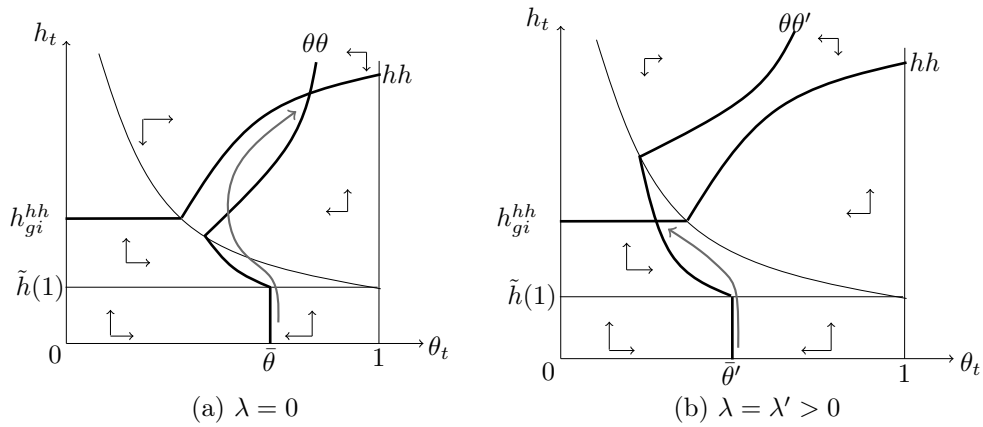 h_t
θθ
hh
h_{gi}^{hh}
h̃(1)
0
θ̄
1
θ_t
(a) λ = 0
h_t
θθ′
hh
h_{gi}^{hh}
h̃(1)
0
θ̄′
1
θ_t
(b) λ = λ′ > 0